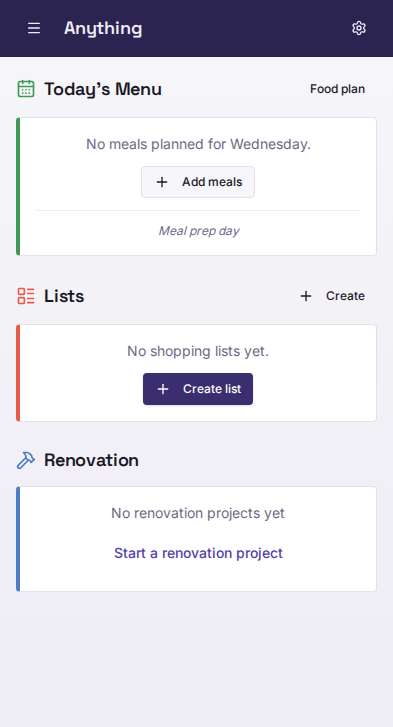 Anything
Today's Menu
Food plan
No meals planned for Wednesday.
Add meals
Meal prep day
Lists
Create
No shopping lists yet.
Create list
Renovation
No renovation projects yet
Start a renovation project